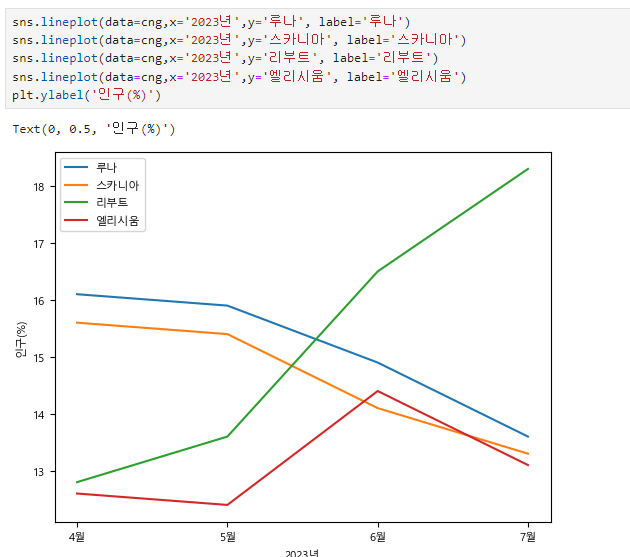 sns.lineplot(data=cng,x='2023년',y='루나', label='루나')
sns.lineplot(data=cng,x='2023년',y='스카니아', label='스카니아')
sns.lineplot(data=cng,x='2023년',y='리부트', label='리부트')
sns.lineplot(data=cng,x='2023년',y='엘리시움', label='엘리시움')
plt.ylabel('인구(%)')
Text(0, 0.5, '인구(%)')
루나
스카니아
리부트
엘리시움
18
17
16
15
14
13
인구(%)
4월 5월 6월 7월
2023년